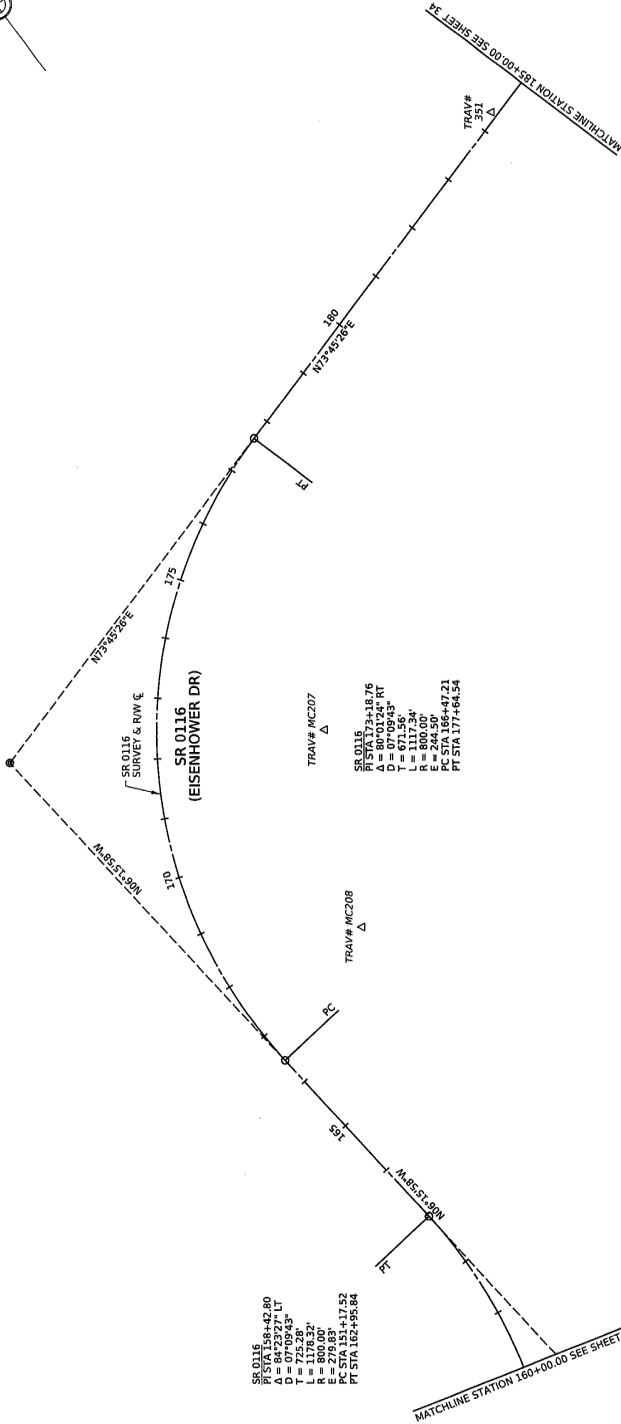 MATCHLINE STATION 160+00.00 SEE SHEET
SR 0116
PI STA 158+42.80
Δ = 84°23'27" LT
D = 07°09'43"
T = 725.28'
L = 1178.32'
R = 800.00'
E = 279.83'
PC STA 151+17.52
PT STA 162+95.84
PT
N06°15'58"W
165
PC
N06°15'58"W
170
SR 0116
SURVEY & R/W ℄
SR 0116
(EISENHOWER DR)
TRAV# MC208
TRAV# MC207
SR 0116
PI STA 173+18.76
Δ = 80°01'24" RT
D = 07°09'43"
T = 671.56'
L = 1117.34'
R = 800.00'
E = 244.50'
PC STA 166+47.21
PT STA 177+64.54
175
N73°45'26"E
PT
N73°45'26"E
180
TRAV#
351
MATCHLINE STATION 185+00.00 SEE SHEET 34